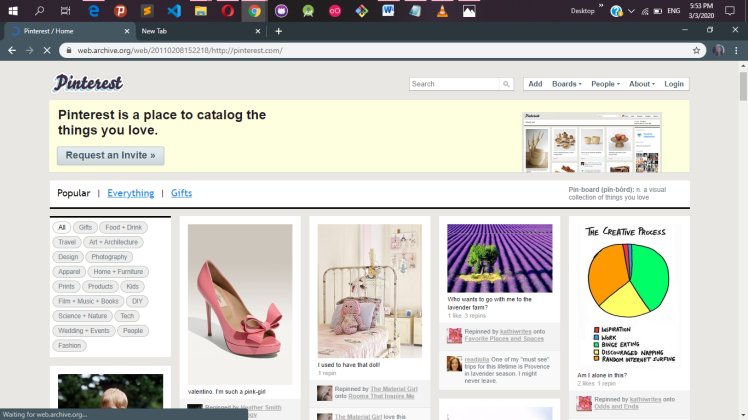 Desktop
ENG
5:53 PM
3/3/2020
Pinterest / Home
New Tab
web.archive.org/web/20110208152218/http://pinterest.com/
Pinterest
Search
Add Boards People About Login
Pinterest is a place to catalog the
things you love.
Request an Invite »
Popular | Everything | Gifts
Pin-board (pĭn-bôrd): n. a visual
collection of things you love
All Gifts Food + Drink
Travel Art + Architecture
Design Photography
Apparel Home + Furniture
Prints Products Kids
Film + Music + Books DIY
Science + Nature Tech
Wedding + Events People
Fashion
valentino. I'm such a pink-girl
Repinned by Heather Smith
I used to have that doll!
1 repin
Repinned by The Material Girl
onto Rooms That Inspire Me
The Material Girl love this
Who wants to go with me to the
lavender farm?
1 like 3 repins
Repinned by kathiwrites onto
Favorite Places and Spaces
One of my "must see"
trips for this lifetime is Provence
in lavender season. I might
never leave.
THE CREATIVE PROCESS
INSPIRATION
WORK
BINGE EATING
DISCOURAGED NAPPING
RANDOM INTERNET SURFING
Am I alone in this?
2 likes 1 repin
Repinned by kathiwrites onto
Odds and Ends
Waiting for web.archive.org...